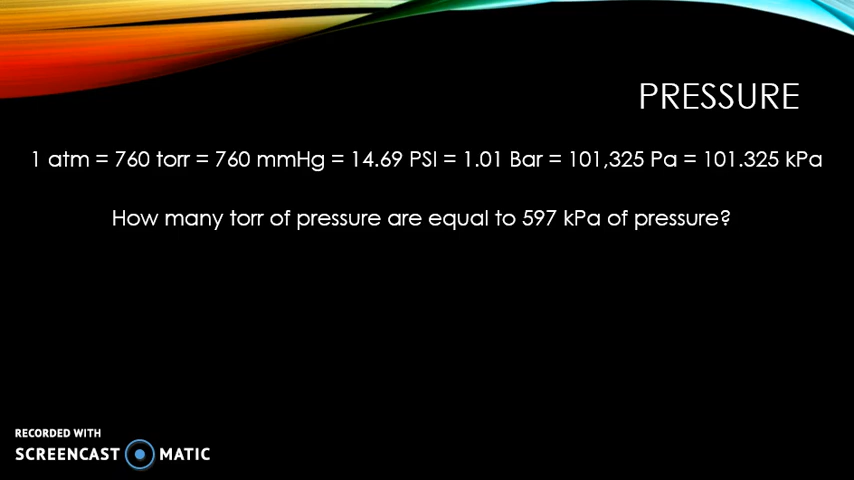 PRESSURE
1 atm = 760 torr = 760 mmHg = 14.69 PSI = 1.01 Bar = 101,325 Pa = 101.325 kPa
How many torr of pressure are equal to 597 kPa of pressure?
RECORDED WITH
SCREENCAST MATIC